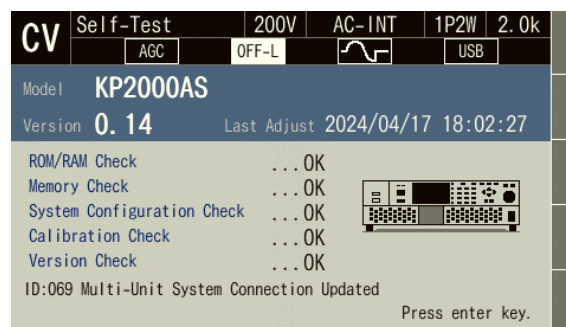 CV Self-Test 200V AC-INT 1P2W 2.0k
AGC OFF-L USB
Model KP2000AS
Version 0.14 Last Adjust 2024/04/17 18:02:27
ROM/RAM Check ...OK
Memory Check ...OK
System Configuration Check ...OK
Calibration Check ...OK
Version Check ...OK
ID:069 Multi-Unit System Connection Updated
Press enter key.